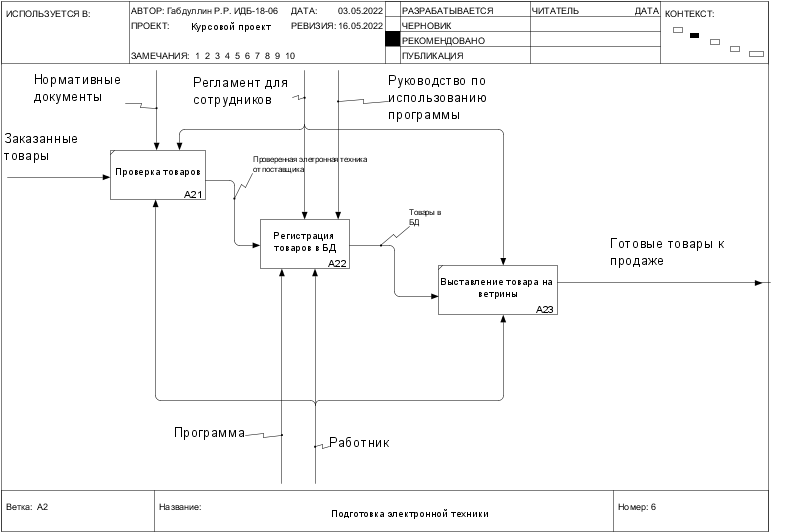 ИСПОЛЬЗУЕТСЯ В:
АВТОР: Габдуллин Р.Р. ИДБ-18-06
ДАТА: 03.05.2022
ПРОЕКТ: Курсовой проект
РЕВИЗИЯ: 16.05.2022
ЗАМЕЧАНИЯ: 1 2 3 4 5 6 7 8 9 10
РАЗРАБАТЫВАЕТСЯ
ЧЕРНОВИК
РЕКОМЕНДОВАНО
ПУБЛИКАЦИЯ
ЧИТАТЕЛЬ
ДАТА
КОНТЕКСТ:
Нормативные
документы
Регламент для
сотрудников
Руководство по
использованию
программы
Заказанные
товары
Проверка товаров
A21
Проверенная элетронная техника
от поставщика
Регистрация
товаров в БД
A22
Товары в
БД
Выставление товара на
ветрины
A23
Готовые товары к
продаже
Программа
Работник
Ветка: A2
Название:
Подготовка электронной техники
Номер: 6